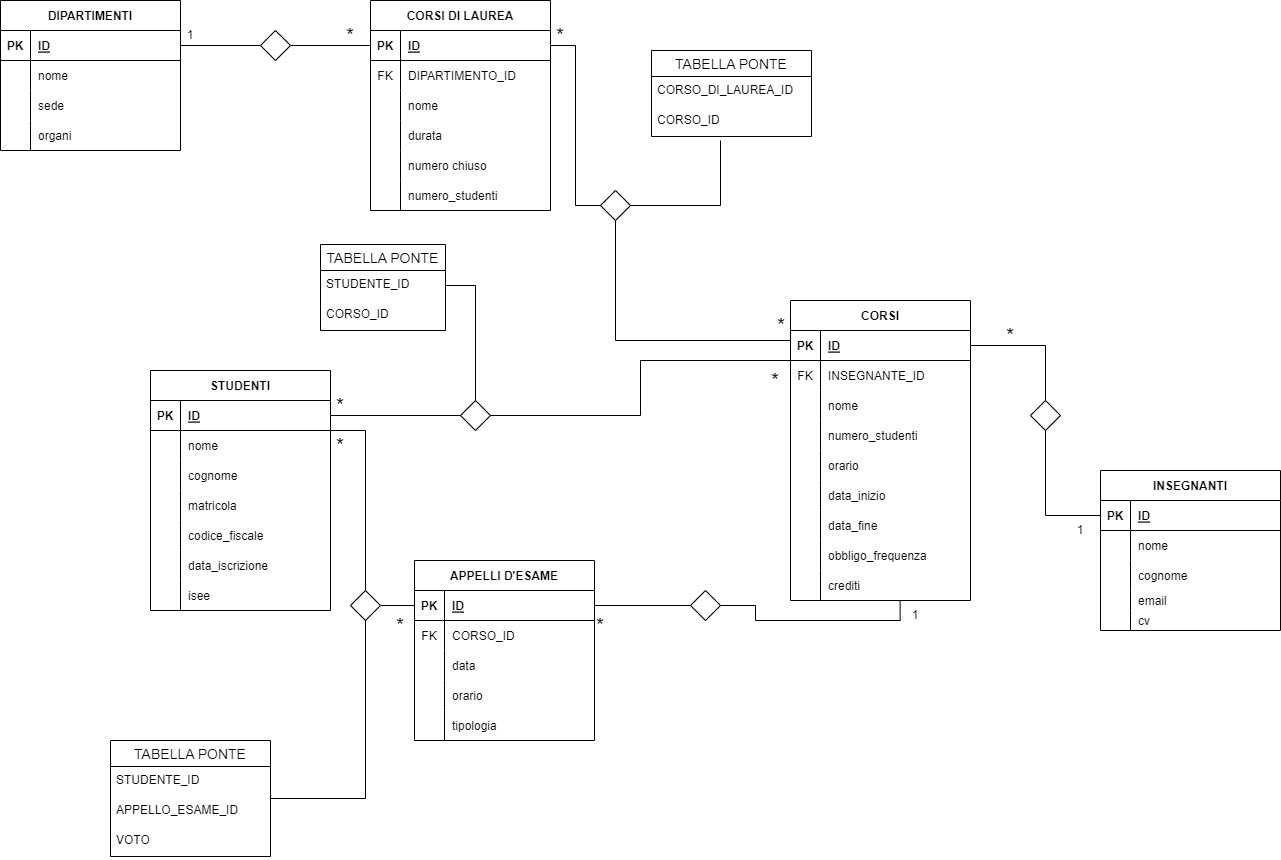 DIPARTIMENTI
PK ID
nome
sede
organi
1
*
CORSI DI LAUREA
PK ID
FK DIPARTIMENTO_ID
nome
durata
numero chiuso
numero_studenti
*
TABELLA PONTE
CORSO_DI_LAUREA_ID
CORSO_ID
TABELLA PONTE
STUDENTE_ID
CORSO_ID
*
*
CORSI
PK ID
FK INSEGNANTE_ID
nome
numero_studenti
orario
data_inizio
data_fine
obbligo_frequenza
crediti
*
1
STUDENTI
PK ID
nome
cognome
matricola
codice_fiscale
data_iscrizione
isee
*
*
INSEGNANTI
PK ID
nome
cognome
email
cv
1
APPELLI D'ESAME
PK ID
FK CORSO_ID
data
orario
tipologia
*
*
TABELLA PONTE
STUDENTE_ID
APPELLO_ESAME_ID
VOTO